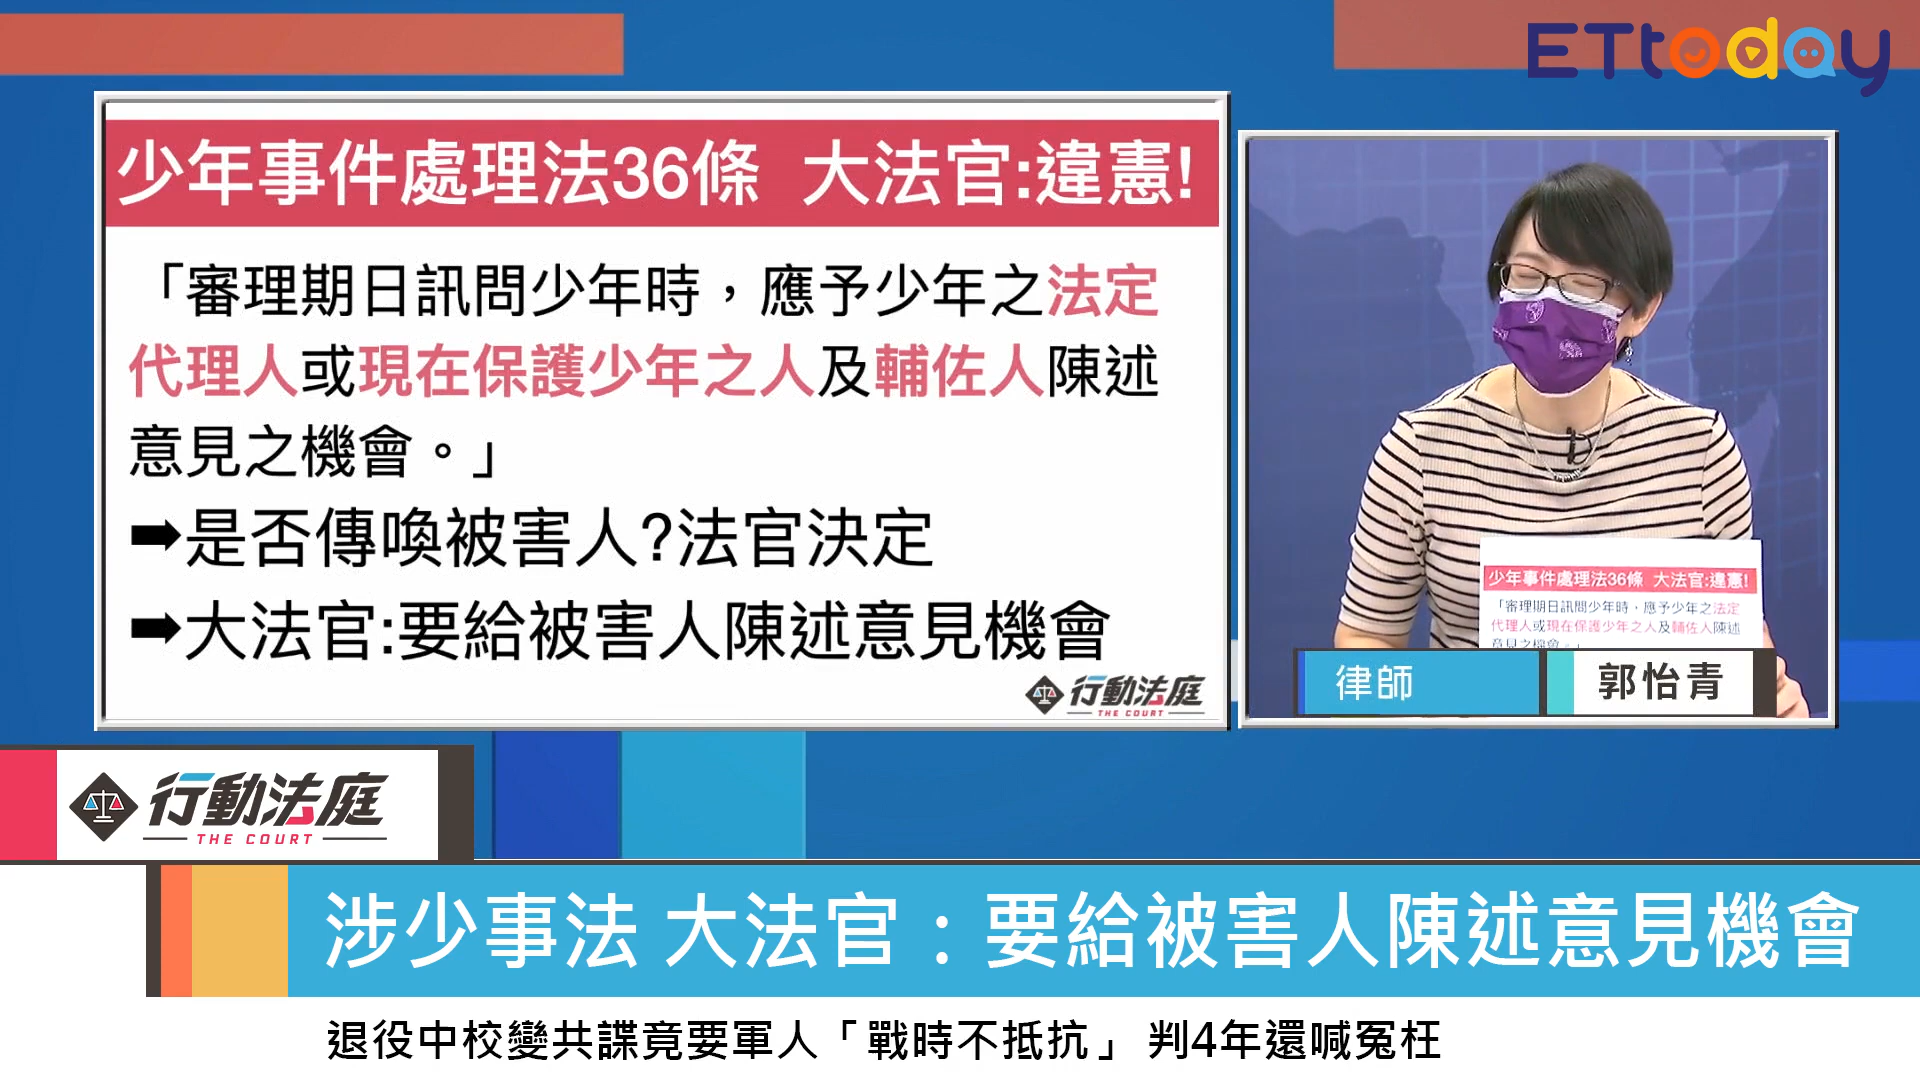 ETtoday
少年事件處理法36條 大法官:違憲!
「審理期日訊問少年時，應予少年之法定
代理人或現在保護少年之人及輔佐人陳述
意見之機會。」
➡是否傳喚被害人?法官決定
➡大法官:要給被害人陳述意見機會
行動法庭
THE COURT
少年事件處理法36條 大法官:違憲!
「審理期日訊問少年時，應予少年之法定
代理人或現在保護少年之人及輔佐人陳述
意見之機會。」
律師 郭怡青
行動法庭
THE COURT
涉少事法 大法官：要給被害人陳述意見機會
退役中校變共諜竟要軍人「戰時不抵抗」 判4年還喊冤枉